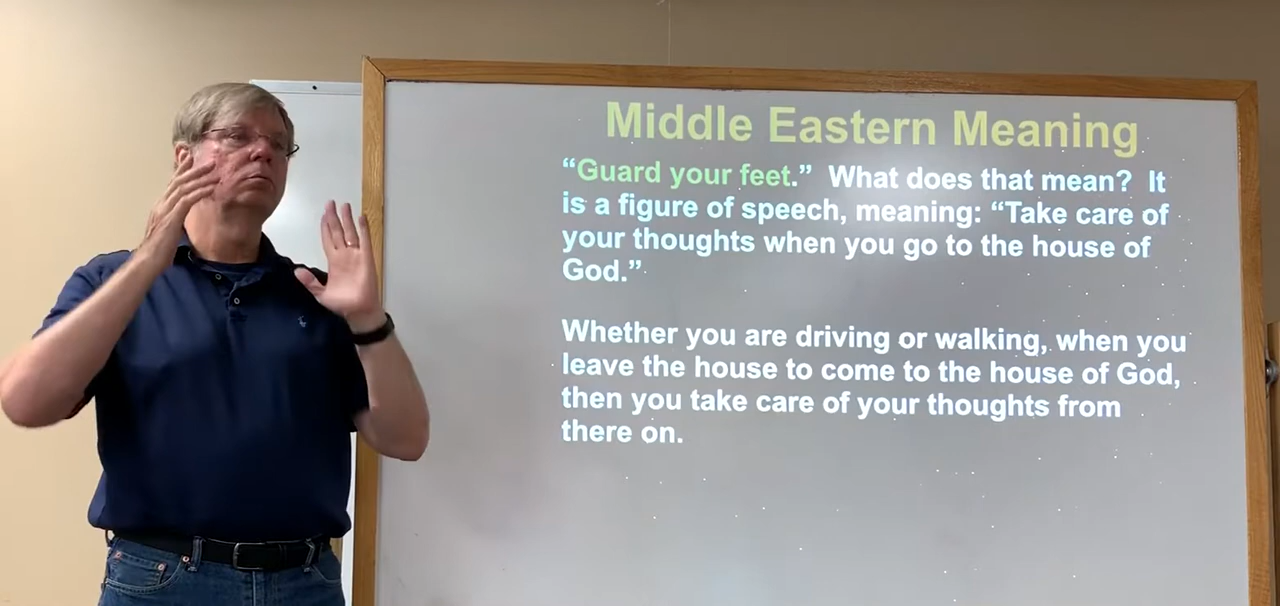 Middle Eastern Meaning
“Guard your feet.”  What does that mean?  It
is a figure of speech, meaning: “Take care of
your thoughts when you go to the house of
God.”
Whether you are driving or walking, when you
leave the house to come to the house of God,
then you take care of your thoughts from
there on.